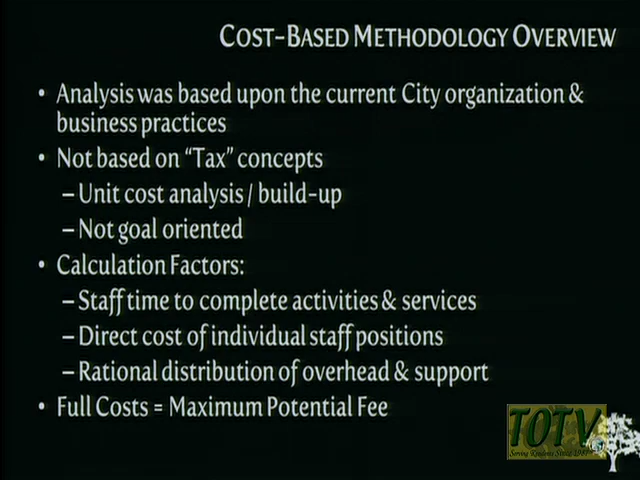 COST-BASED METHODOLOGY OVERVIEW
• Analysis was based upon the current City organization &
business practices
• Not based on “Tax” concepts
– Unit cost analysis / build-up
– Not goal oriented
• Calculation Factors:
– Staff time to complete activities & services
– Direct cost of individual staff positions
– Rational distribution of overhead & support
• Full Costs = Maximum Potential Fee
TOTV
Serving Since 1987